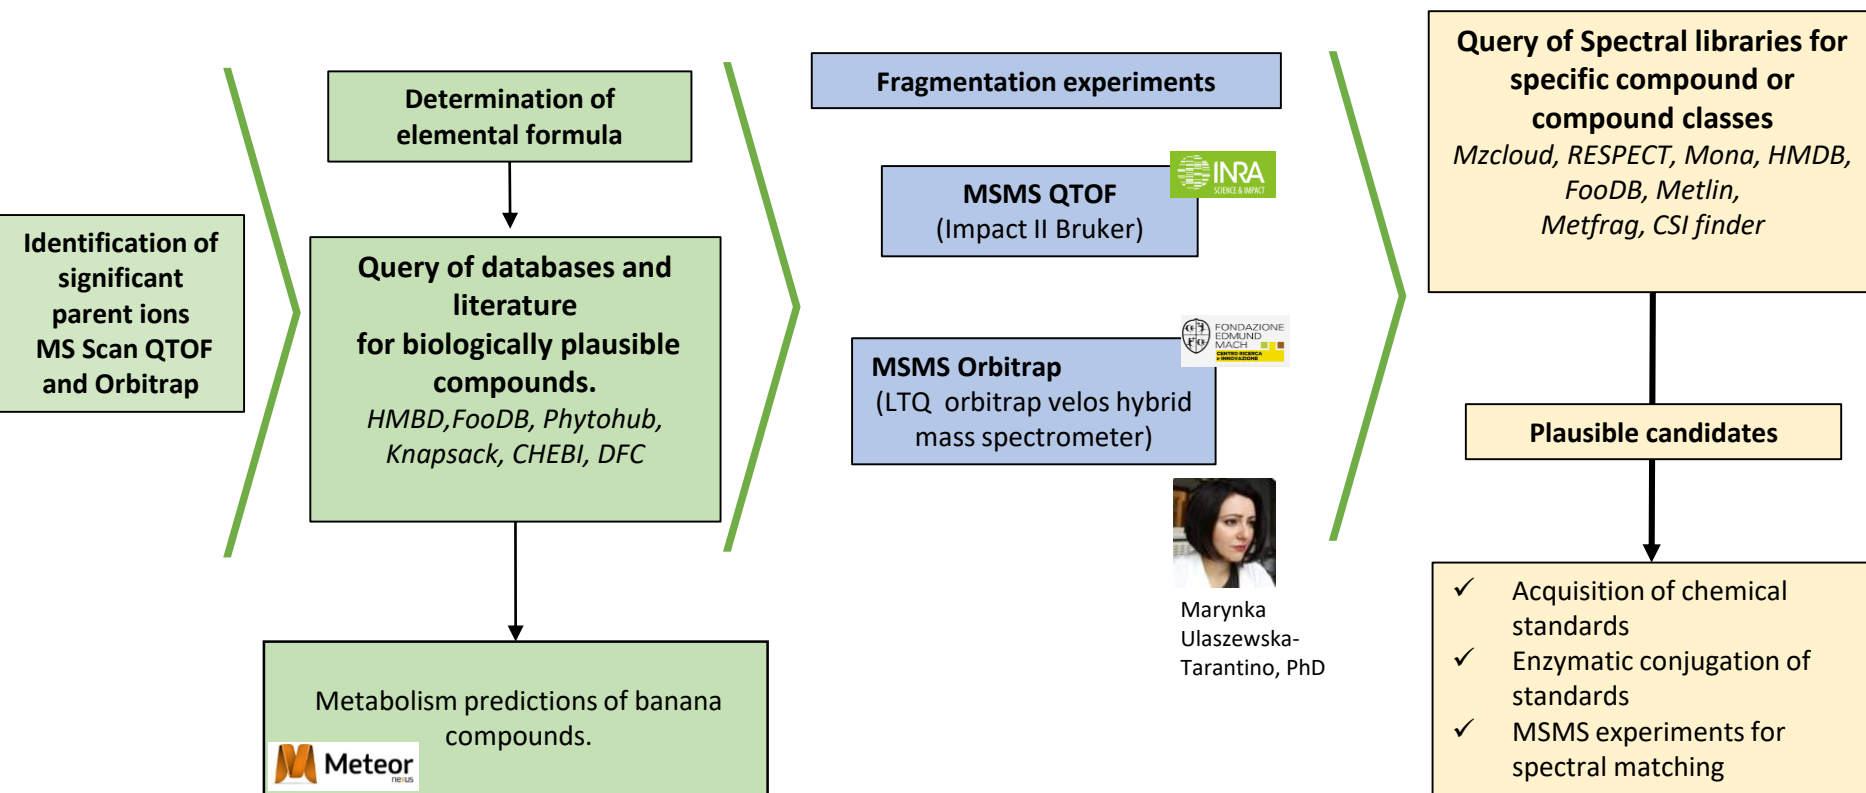 Identification of
significant
parent ions
MS Scan QTOF
and Orbitrap
Determination of
elemental formula
Query of databases and
literature
for biologically plausible
compounds.
HMBD,FooDB, Phytohub,
Knapsack, CHEBI, DFC
Metabolism predictions of banana
compounds.
Meteor
nexus
Fragmentation experiments
INRA
SCIENCE & IMPACT
MSMS QTOF
(Impact II Bruker)
FONDAZIONE
EDMUND
MACH
CENTRO RICERCA
e INNOVAZIONE
MSMS Orbitrap
(LTQ orbitrap velos hybrid
mass spectrometer)
Marynka
Ulaszewska-
Tarantino, PhD
Query of Spectral libraries for
specific compound or
compound classes
Mzcloud, RESPECT, Mona, HMDB,
FooDB, Metlin,
Metfrag, CSI finder
Plausible candidates
✓ Acquisition of chemical
standards
✓ Enzymatic conjugation of
standards
✓ MSMS experiments for
spectral matching